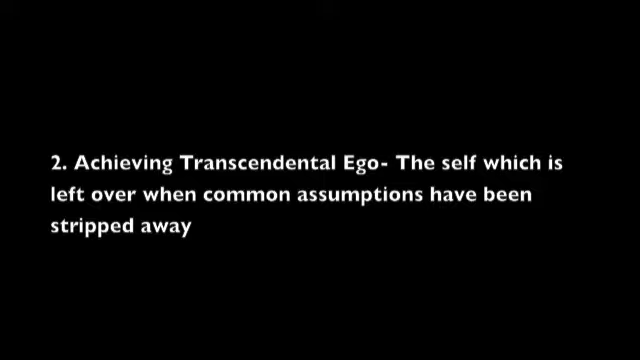 2. Achieving Transcendental Ego- The self which is
left over when common assumptions have been
stripped away